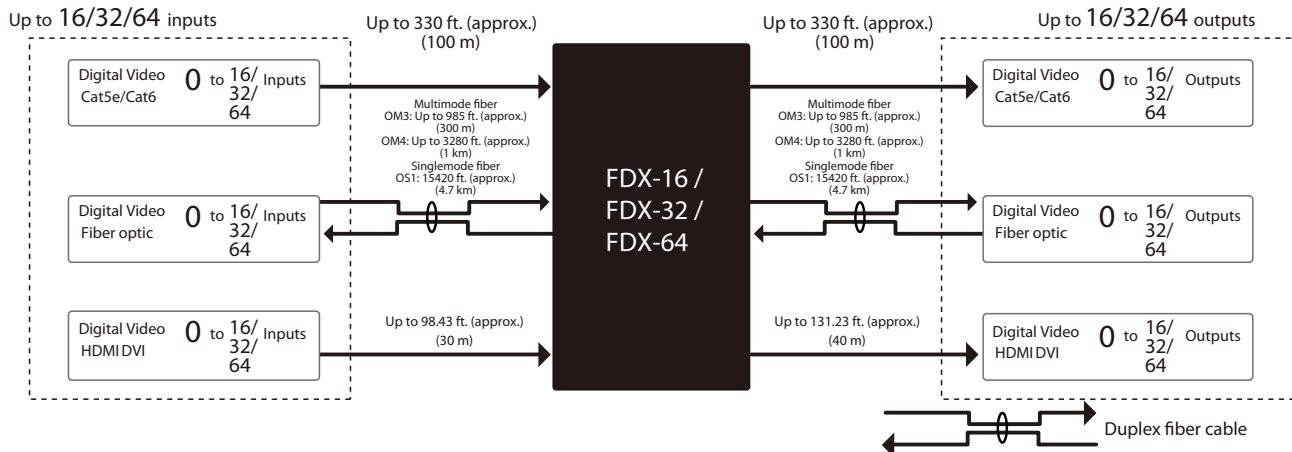 Up to 16/32/64 inputs
Up to 330 ft. (approx.)
(100 m)
Up to 330 ft. (approx.)
(100 m)
Up to 16/32/64 outputs
Digital Video
Cat5e/Cat6
0 to 16/
32/
64
Inputs
Multimode fiber
OM3: Up to 985 ft. (approx.)
(300 m)
OM4: Up to 3280 ft. (approx.)
(1 km)
Singlemode fiber
OS1: 15420 ft. (approx.)
(4.7 km)
Digital Video
Fiber optic
0 to 16/
32/
64
Inputs
Digital Video
HDMI DVI
0 to 16/
32/
64
Inputs
Up to 98.43 ft. (approx.)
(30 m)
FDX-16 /
FDX-32 /
FDX-64
Multimode fiber
OM3: Up to 985 ft. (approx.)
(300 m)
OM4: Up to 3280 ft. (approx.)
(1 km)
Singlemode fiber
OS1: 15420 ft. (approx.)
(4.7 km)
Up to 131.23 ft. (approx.)
(40 m)
Digital Video
Cat5e/Cat6
0 to 16/
32/
64
Outputs
Digital Video
Fiber optic
0 to 16/
32/
64
Outputs
Digital Video
HDMI DVI
0 to 16/
32/
64
Outputs
Duplex fiber cable